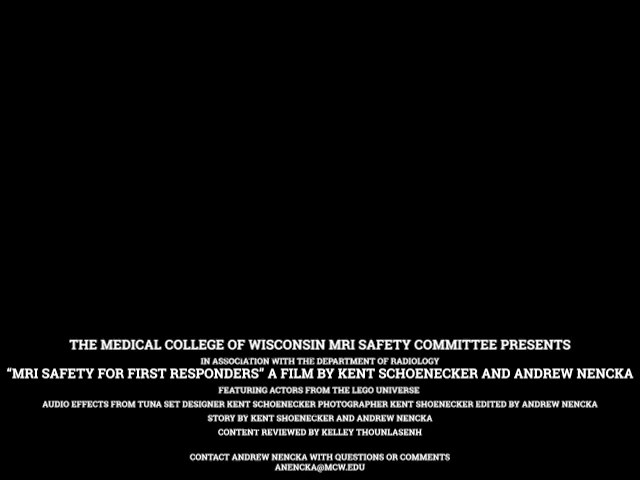 THE MEDICAL COLLEGE OF WISCONSIN MRI SAFETY COMMITTEE PRESENTS
IN ASSOCIATION WITH THE DEPARTMENT OF RADIOLOGY
“MRI SAFETY FOR FIRST RESPONDERS” A FILM BY KENT SCHOENECKER AND ANDREW NENCKA
FEATURING ACTORS FROM THE LEGO UNIVERSE
AUDIO EFFECTS FROM TUNA SET DESIGNER KENT SCHOENECKER PHOTOGRAPHER KENT SHOENECKER EDITED BY ANDREW NENCKA
STORY BY KENT SHOENECKER AND ANDREW NENCKA
CONTENT REVIEWED BY KELLEY THOUNLASENH
CONTACT ANDREW NENCKA WITH QUESTIONS OR COMMENTS
ANENCKA@MCW.EDU